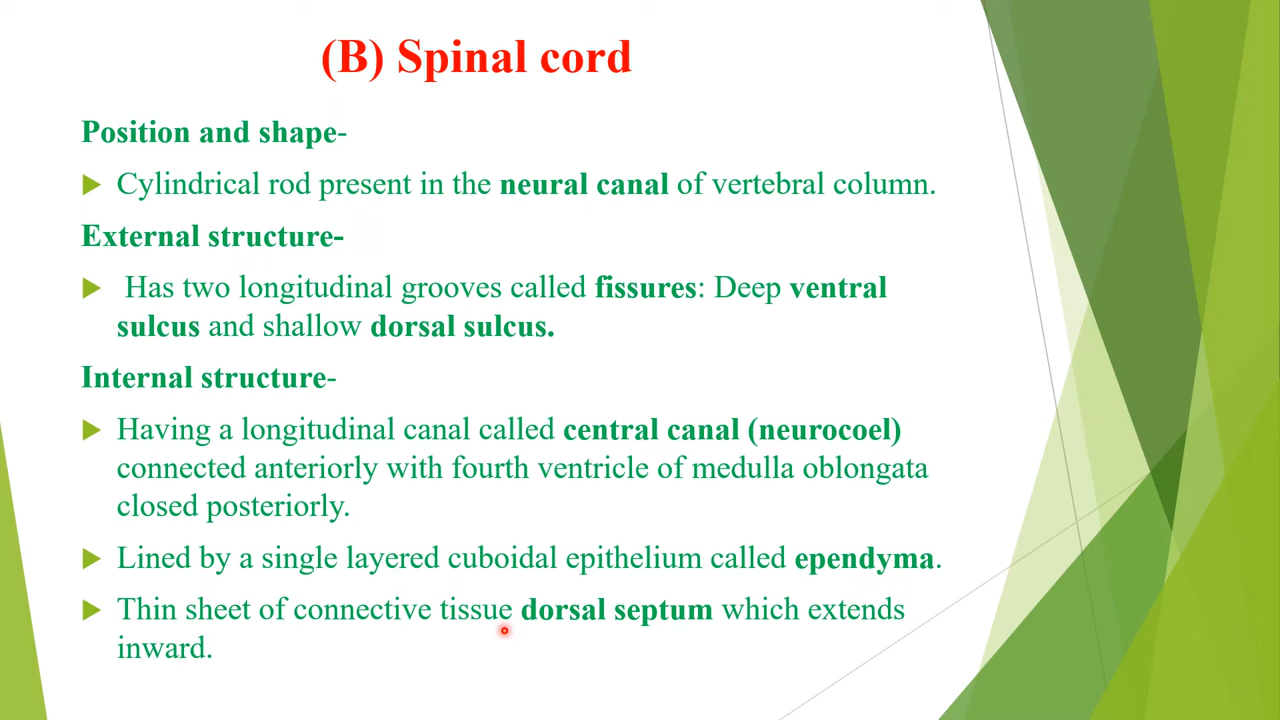 (B) Spinal cord
Position and shape-
Cylindrical rod present in the neural canal of vertebral column.
External structure-
Has two longitudinal grooves called fissures: Deep ventral
sulcus and shallow dorsal sulcus.
Internal structure-
Having a longitudinal canal called central canal (neurocoel)
connected anteriorly with fourth ventricle of medulla oblongata
closed posteriorly.
Lined by a single layered cuboidal epithelium called ependyma.
Thin sheet of connective tissue dorsal septum which extends
inward.